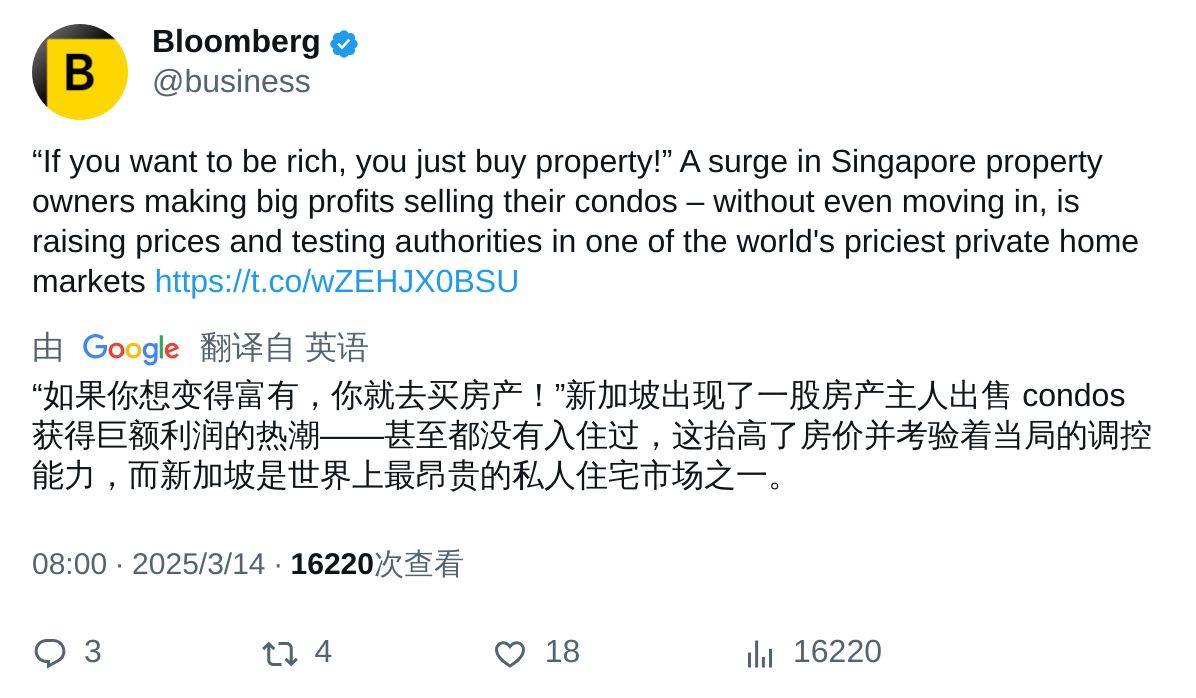 B
Bloomberg
@business
“If you want to be rich, you just buy property!” A surge in Singapore property
owners making big profits selling their condos – without even moving in, is
raising prices and testing authorities in one of the world's priciest private home
markets https://t.co/wZEHJX0BSU
由 Google 翻译自 英语
“如果你想变得富有，你就去买房产！”新加坡出现了一股房产主人出售 condos
获得巨额利润的热潮——甚至都没有入住过，这抬高了房价并考验着当局的调控
能力，而新加坡是世界上最昂贵的私人住宅市场之一。
08:00 · 2025/3/14 · 16220次查看
3 4 18 16220